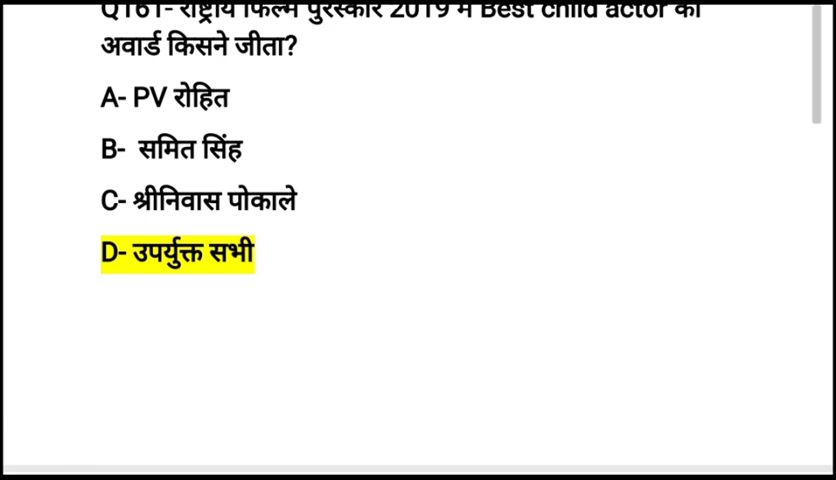 Q161- राष्ट्रीय फिल्म पुरस्कार 2019 में Best child actor का
अवार्ड किसने जीता?
A- PV रोहित
B- समित सिंह
C- श्रीनिवास पोकाले
D- उपर्युक्त सभी